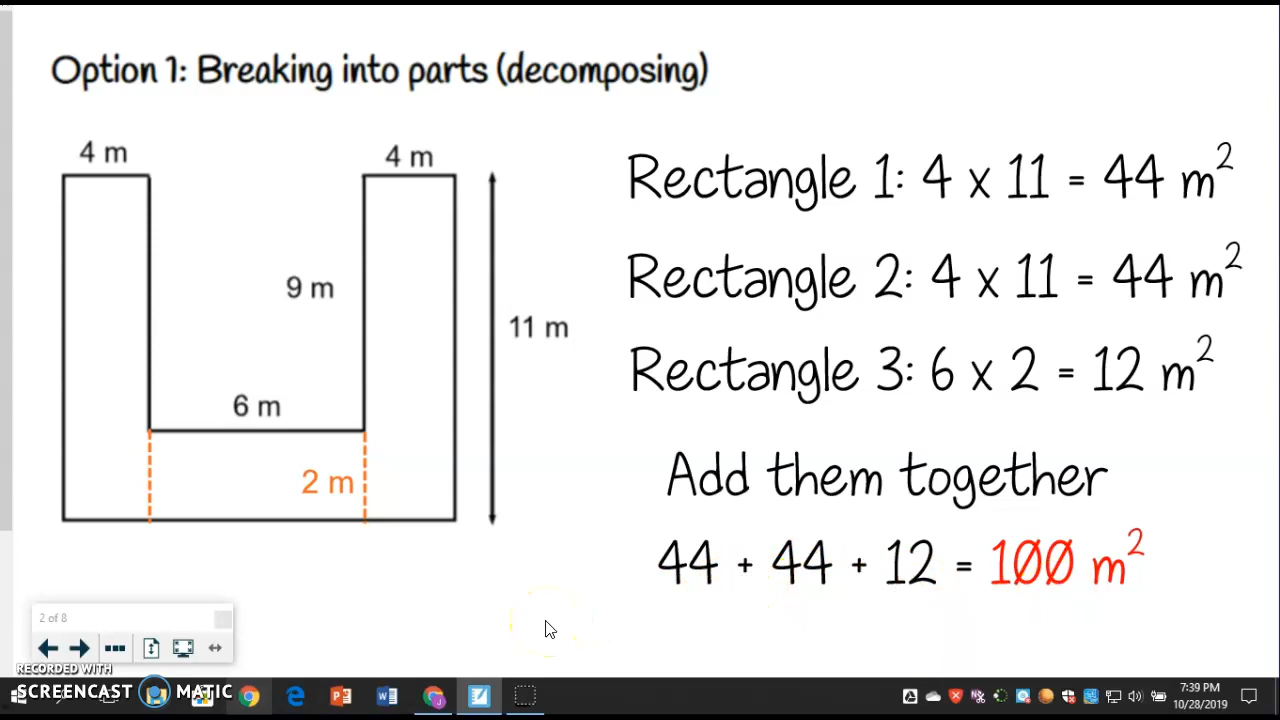 Option 1: Breaking into parts (decomposing)
4 m
4 m
9 m
11 m
6 m
2 m
Rectangle 1: 4 x 11 = 44 m²
Rectangle 2: 4 x 11 = 44 m²
Rectangle 3: 6 x 2 = 12 m²
Add them together
44 + 44 + 12 = 100 m²
2 of 8
RECORDED WITH
SCREENCAST MATIC
7:39 PM
10/28/2019